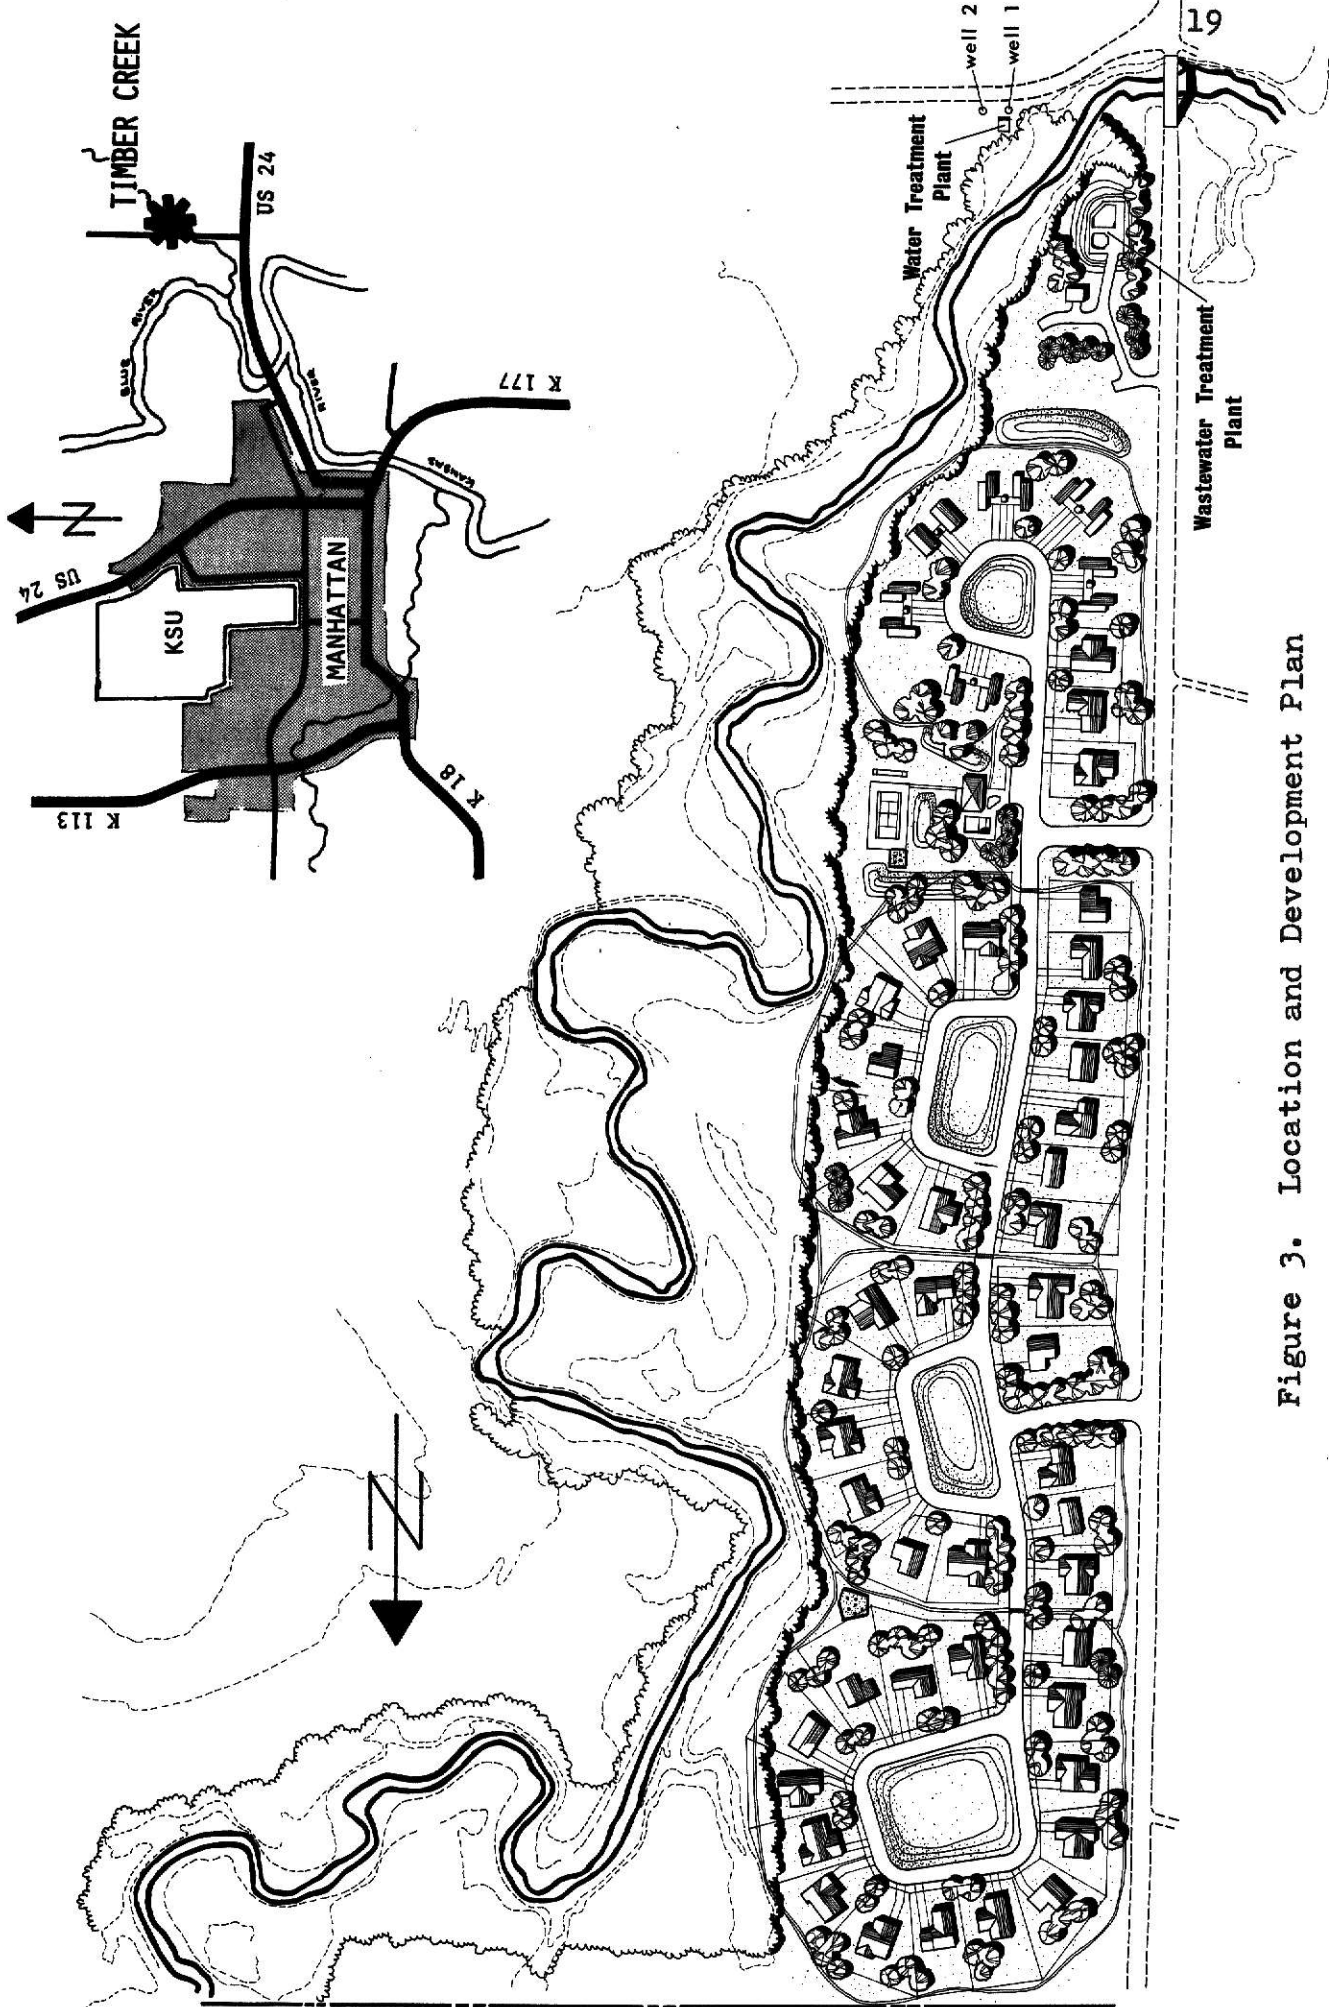 19
TIMBER CREEK
US 24
BLUE RIVER
KANSAS RIVER
K 177
N
US 24
KSU
MANHATTAN
K 113
K 18
well 2
well 1
Water Treatment
Plant
Wastewater Treatment
Plant
N
Figure 3. Location and Development Plan